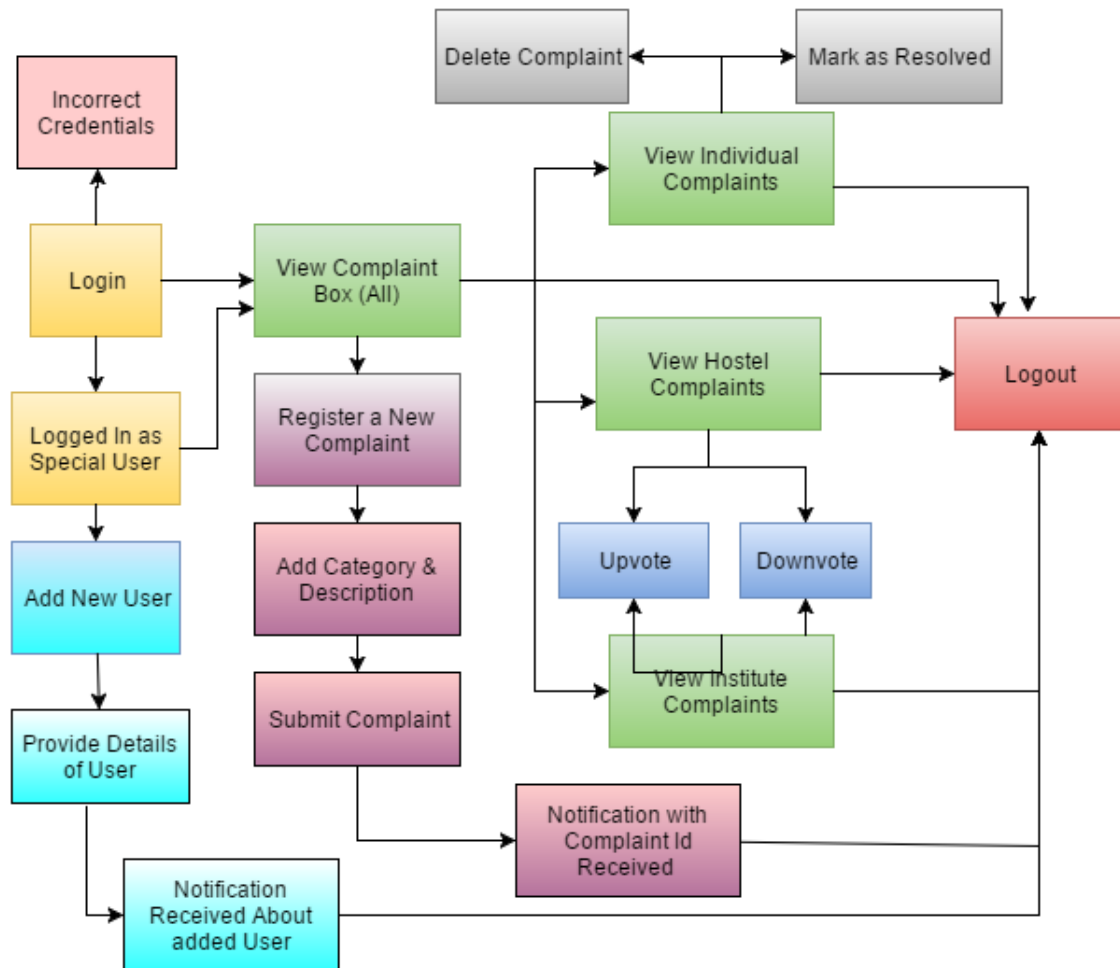 Delete Complaint
Mark as Resolved
Incorrect
Credentials
View Individual
Complaints
Login
View Complaint
Box (All)
View Hostel
Complaints
Logout
Logged In as
Special User
Register a New
Complaint
Add New User
Add Category &
Description
Upvote
Downvote
View Institute
Complaints
Submit Complaint
Provide Details
of User
Notification with
Complaint Id
Received
Notification
Received About
added User